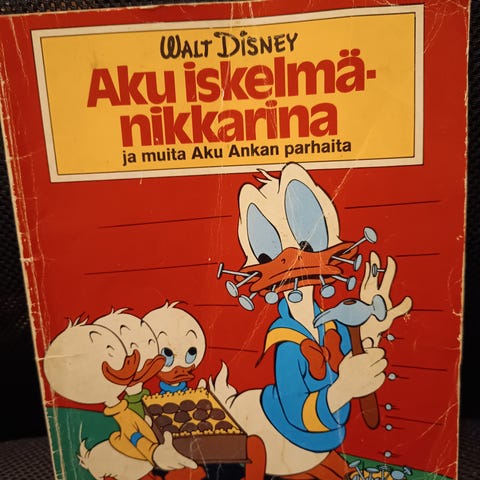 WALT DISNEY
Aku iskelmä-
nikkarina
ja muita Aku Ankan parhaita